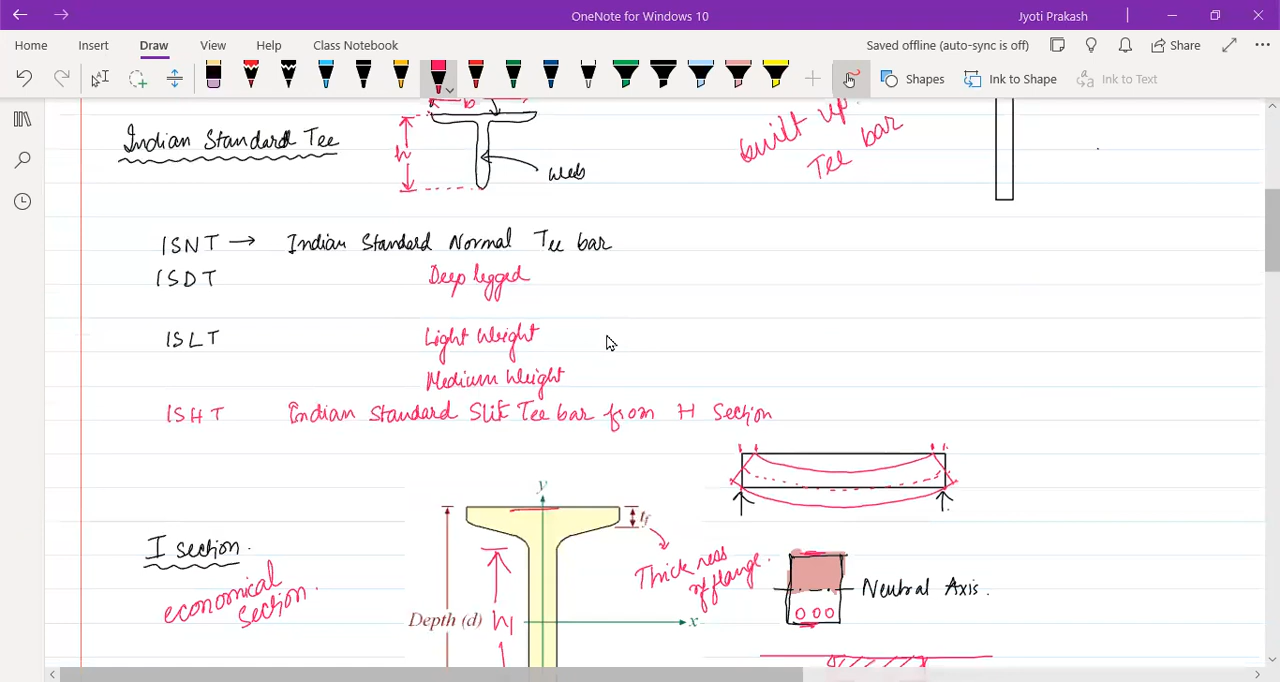 OneNote for Windows 10
Jyoti Prakash
Home Insert Draw View Help Class Notebook
Saved offline (auto-sync is off)
Share
Shapes
Ink to Shape
Ink to Text
b
Indian Standard Tee
h
Web
built up
Tee bar
ISNT → Indian Standard Normal Tee bar
ISDT Deep legged
ISLT Light Weight
Medium Weight
ISHT Indian Standard Slit Tee bar from H Section
y
tf
I section.
economical section.
Thickness of flange.
Neutral Axis.
Depth (d)
h1
x